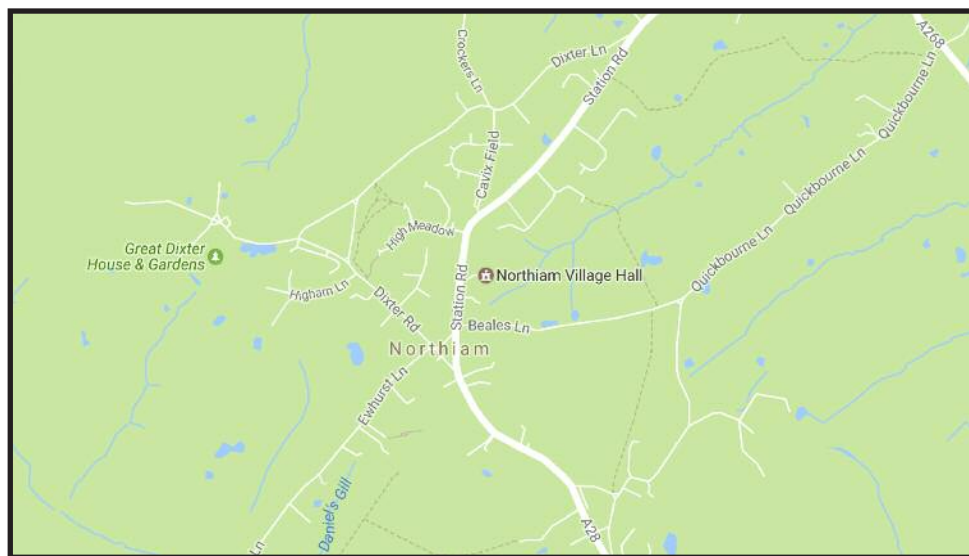 A268
Crockers Ln
Dixter Ln
Station Rd
Quickbourne Ln
Cavix Field
Quickbourne Ln
High Meadow
Great Dixter
House & Gardens
Quickbourne Ln
Northiam Village Hall
Higham Ln
Dixter Rd
Station Rd
Beales Ln
Northiam
Ewhurst Ln
Daniel's Gill
A28
Ln